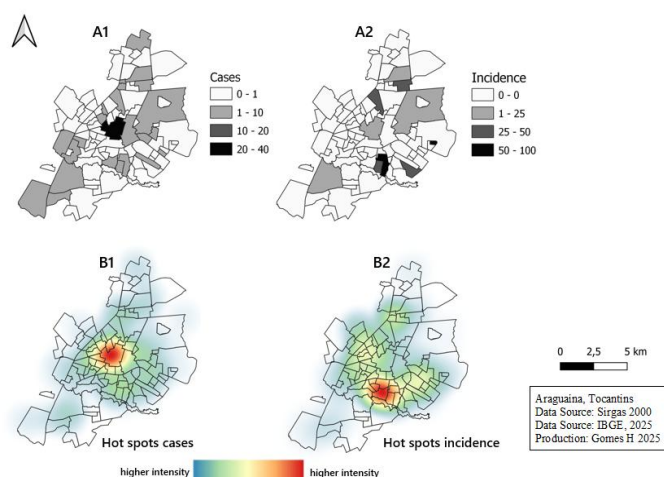 A1
A2
Cases
0 - 1
1 - 10
10 - 20
20 - 40
Incidence
0 - 0
1 - 25
25 - 50
50 - 100
B1
B2
0 2,5 5 km
Hot spots cases
Hot spots incidence
higher intensity
higher intensity
Araguaina, Tocantins
Data Source: Sirgas 2000
Data Source: IBGE, 2025
Production: Gomes H 2025